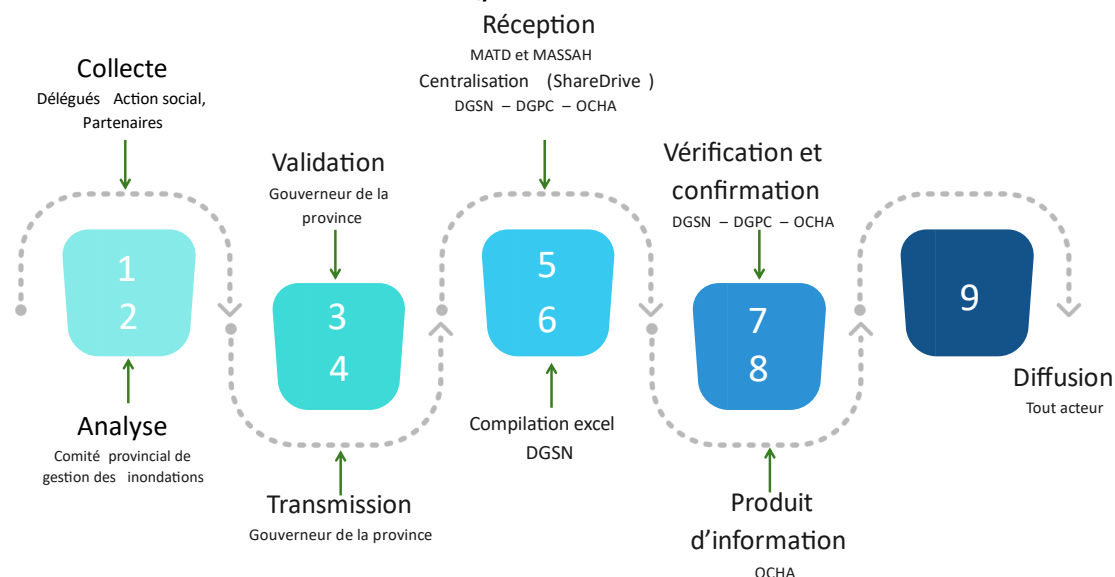 Collecte
Délégués Action social,
Partenaires
1
2
Analyse
Comité provincial de
gestion des inondations
Validation
Gouverneur de la
province
3
4
Transmission
Gouverneur de la province
Réception
MATD et MASSAH
Centralisation (ShareDrive )
DGSN – DGPC – OCHA
5
6
Compilation excel
DGSN
Vérification et
confirmation
DGSN – DGPC – OCHA
7
8
Produit
d’information
OCHA
9
Diffusion
Tout acteur